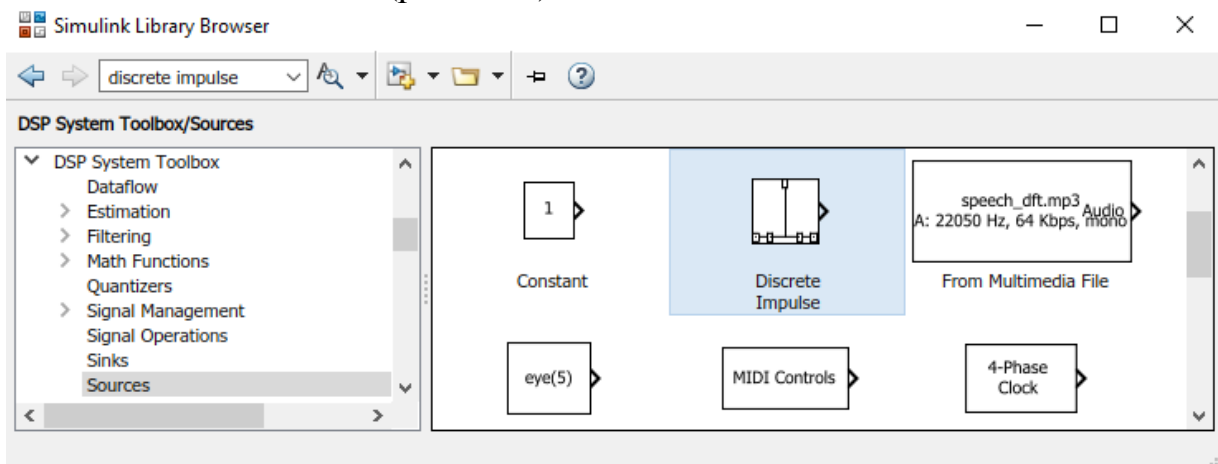 Simulink Library Browser
discrete impulse
DSP System Toolbox/Sources
DSP System Toolbox
Dataflow
Estimation
Filtering
Math Functions
Quantizers
Signal Management
Signal Operations
Sinks
Sources
1
Constant
Discrete
Impulse
speech_dft.mp3
A: 22050 Hz, 64 Kbps, mono
Audio
From Multimedia File
eye(5)
MIDI Controls
4-Phase
Clock